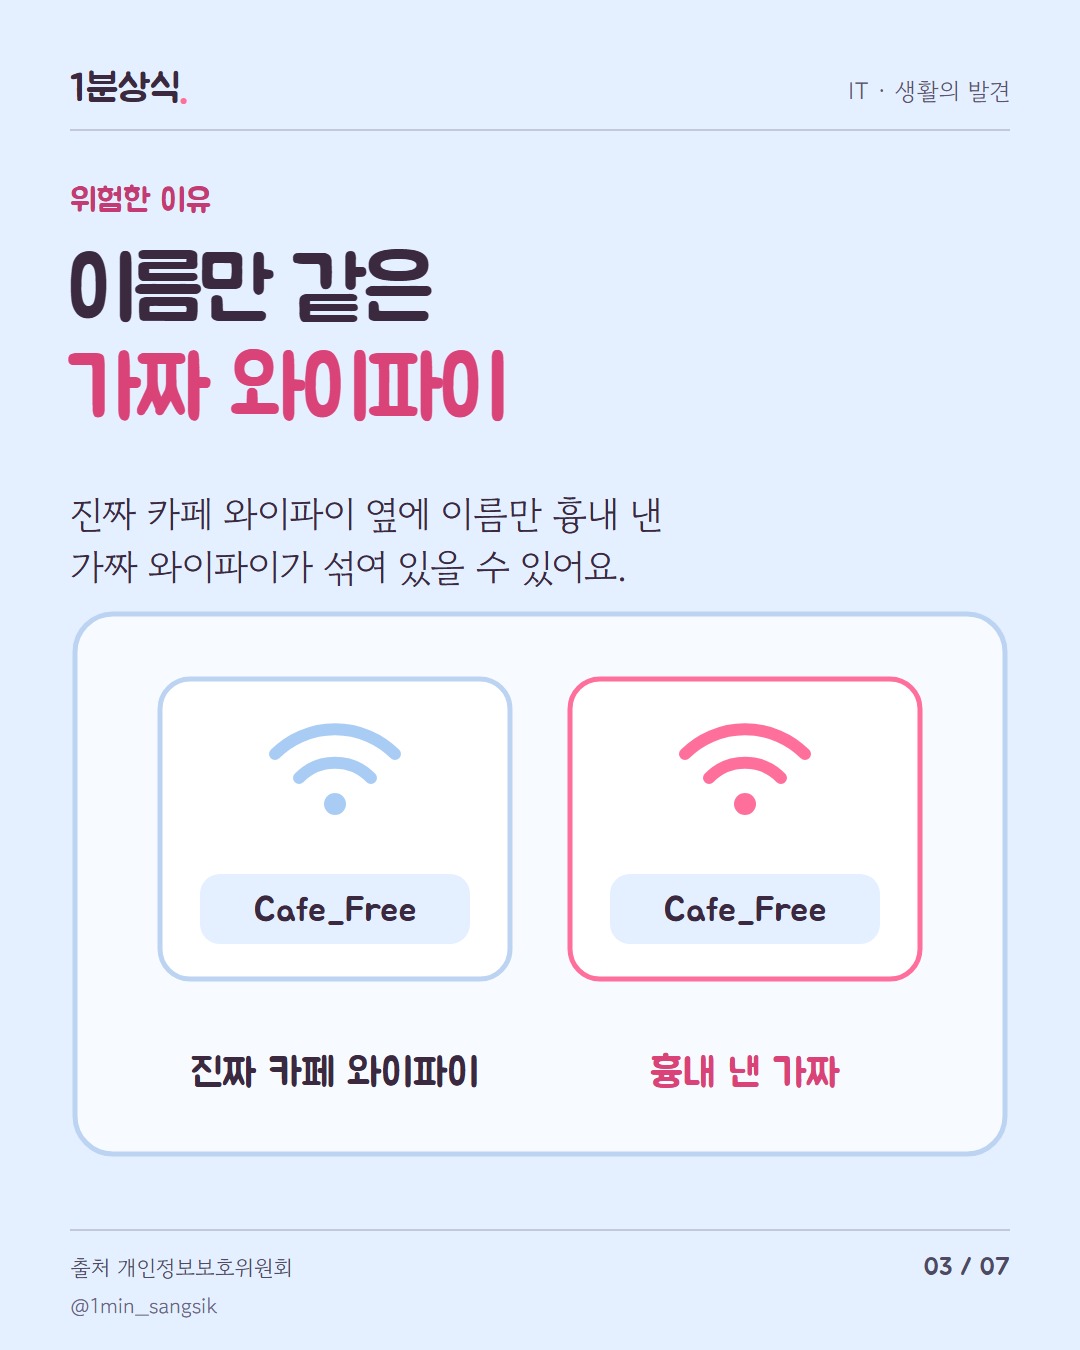 1분상식.
IT · 생활의 발견
위험한 이유
이름만 같은
가짜 와이파이
진짜 카페 와이파이 옆에 이름만 흉내 낸
가짜 와이파이가 섞여 있을 수 있어요.
Cafe_Free
Cafe_Free
진짜 카페 와이파이
흉내 낸 가짜
출처 개인정보보호위원회
03 / 07
@1min_sangsik